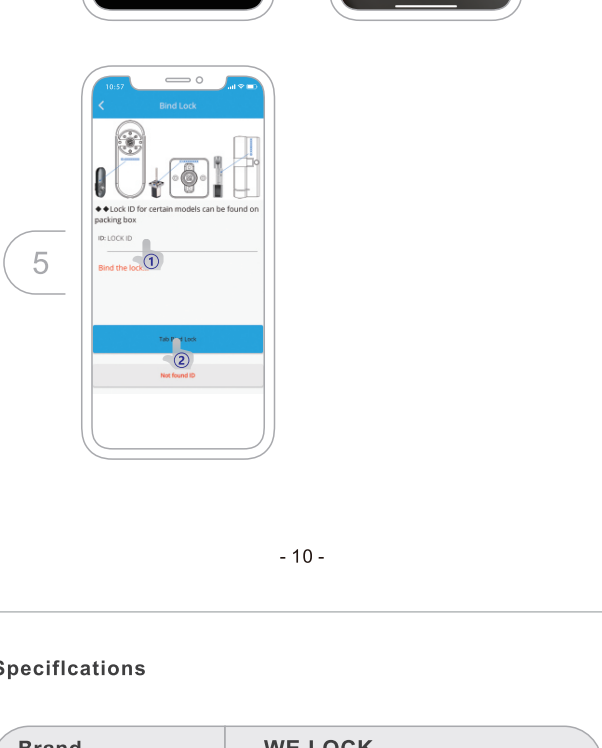 10:57
Bind Lock
◆◆Lock ID for certain models can be found on
packing box
ID: LOCK ID
1
Bind the lock
5
Lock
2
Not found ID
- 10 -
Speciflcations
Brand
WE LOCK